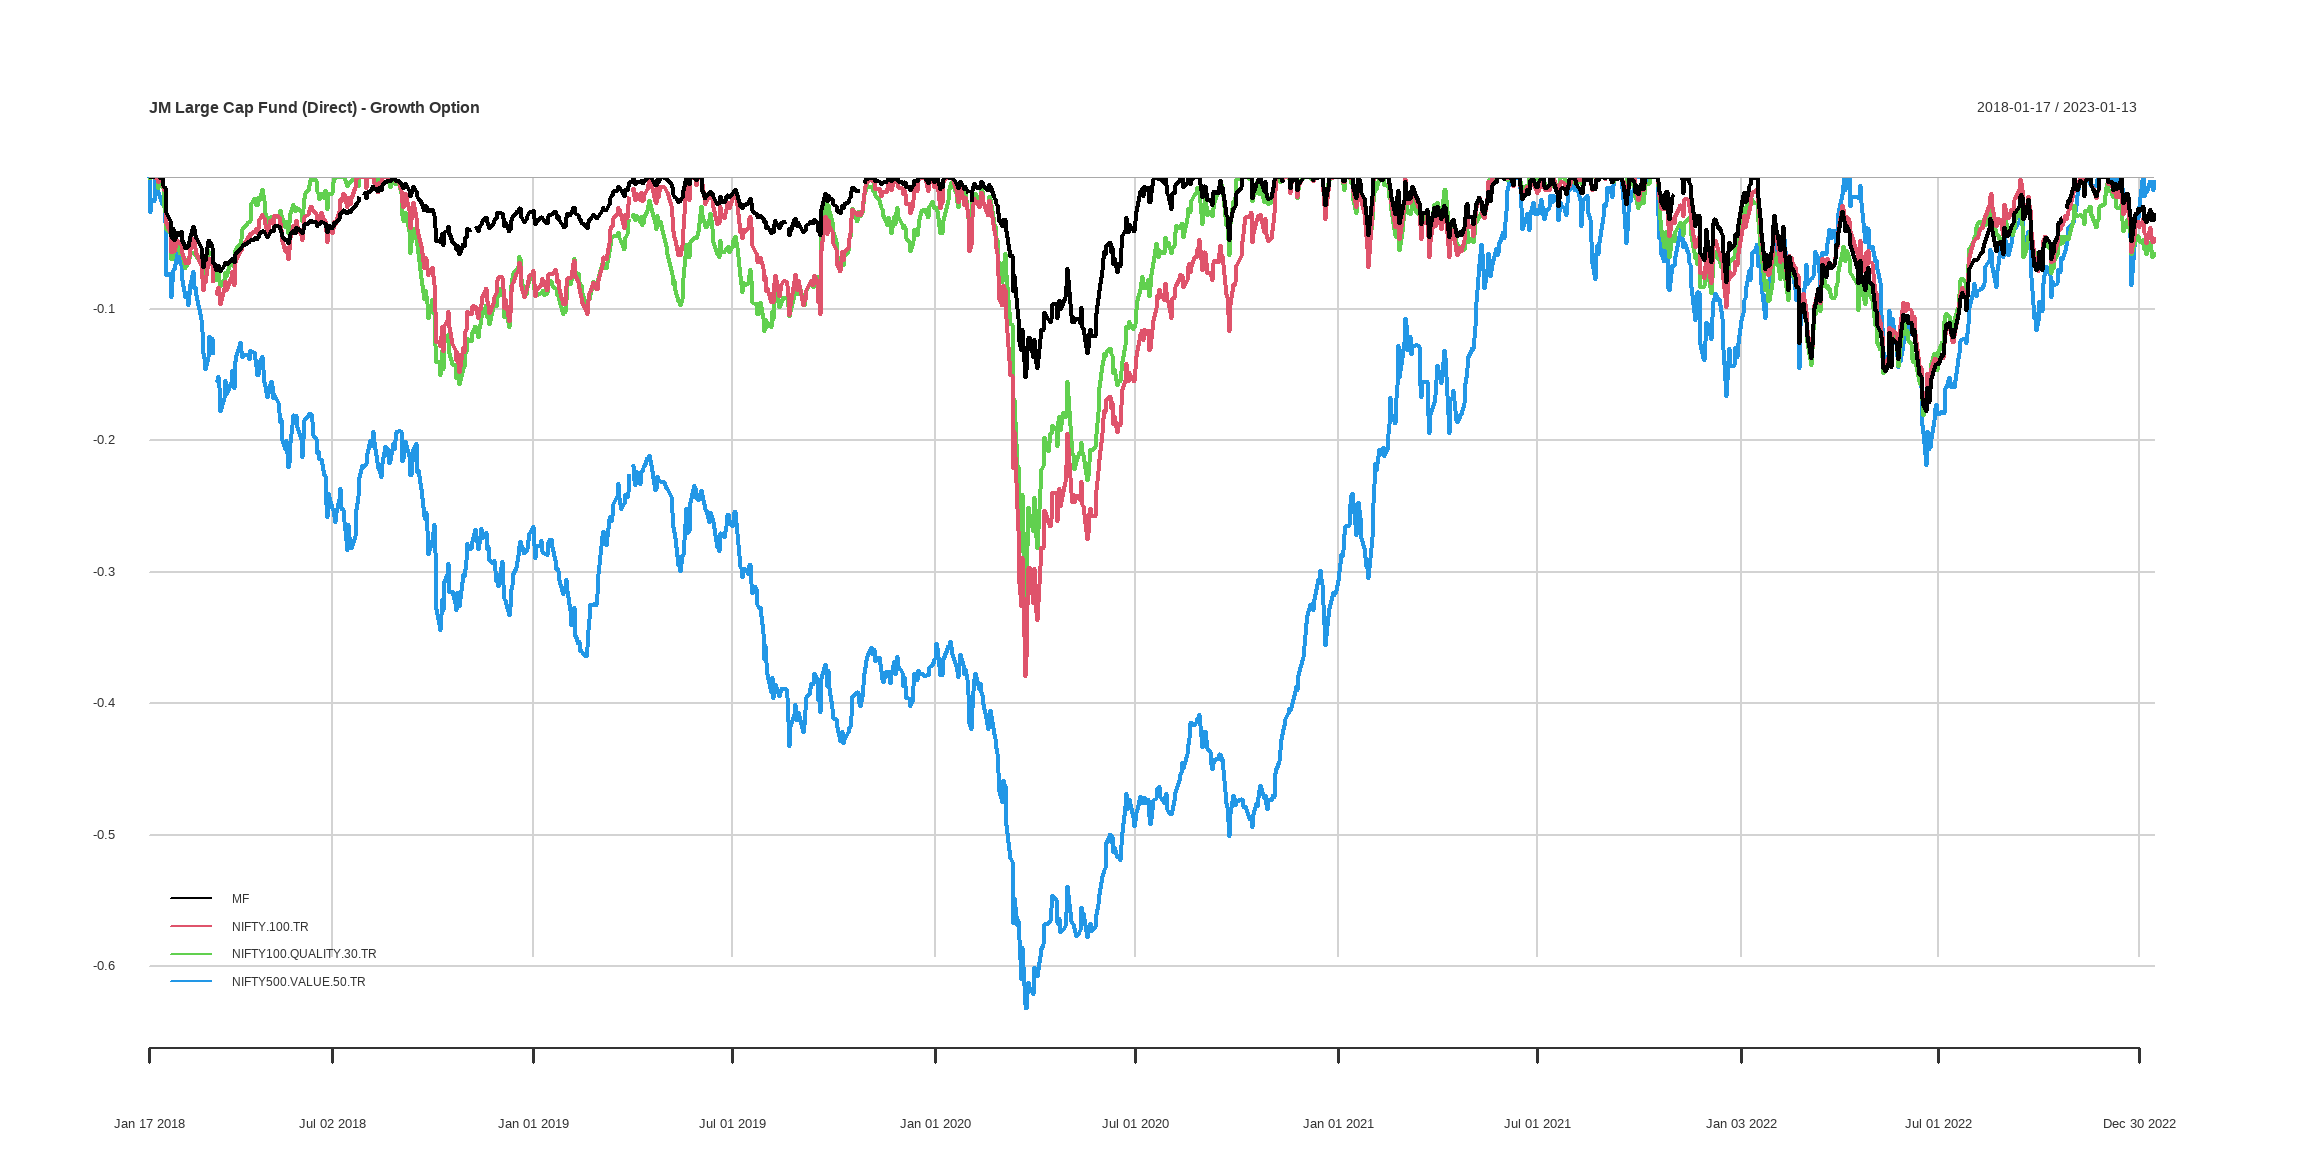 JM Large Cap Fund (Direct) - Growth Option
2018-01-17 / 2023-01-13
-0.1
-0.2
-0.3
-0.4
-0.5
-0.6
MF
NIFTY.100.TR
NIFTY100.QUALITY.30.TR
NIFTY500.VALUE.50.TR
Jan 17 2018
Jul 02 2018
Jan 01 2019
Jul 01 2019
Jan 01 2020
Jul 01 2020
Jan 01 2021
Jul 01 2021
Jan 03 2022
Jul 01 2022
Dec 30 2022